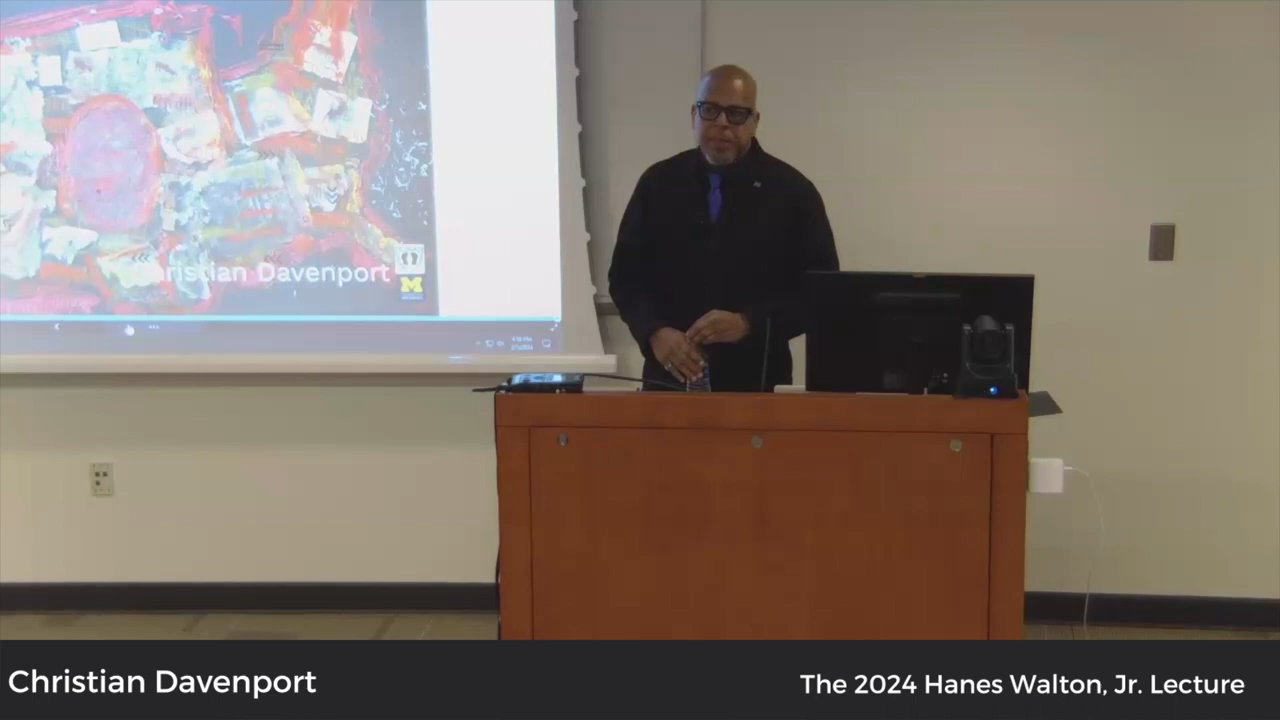 Christian Davenport
M
Christian Davenport
The 2024 Hanes Walton, Jr. Lecture